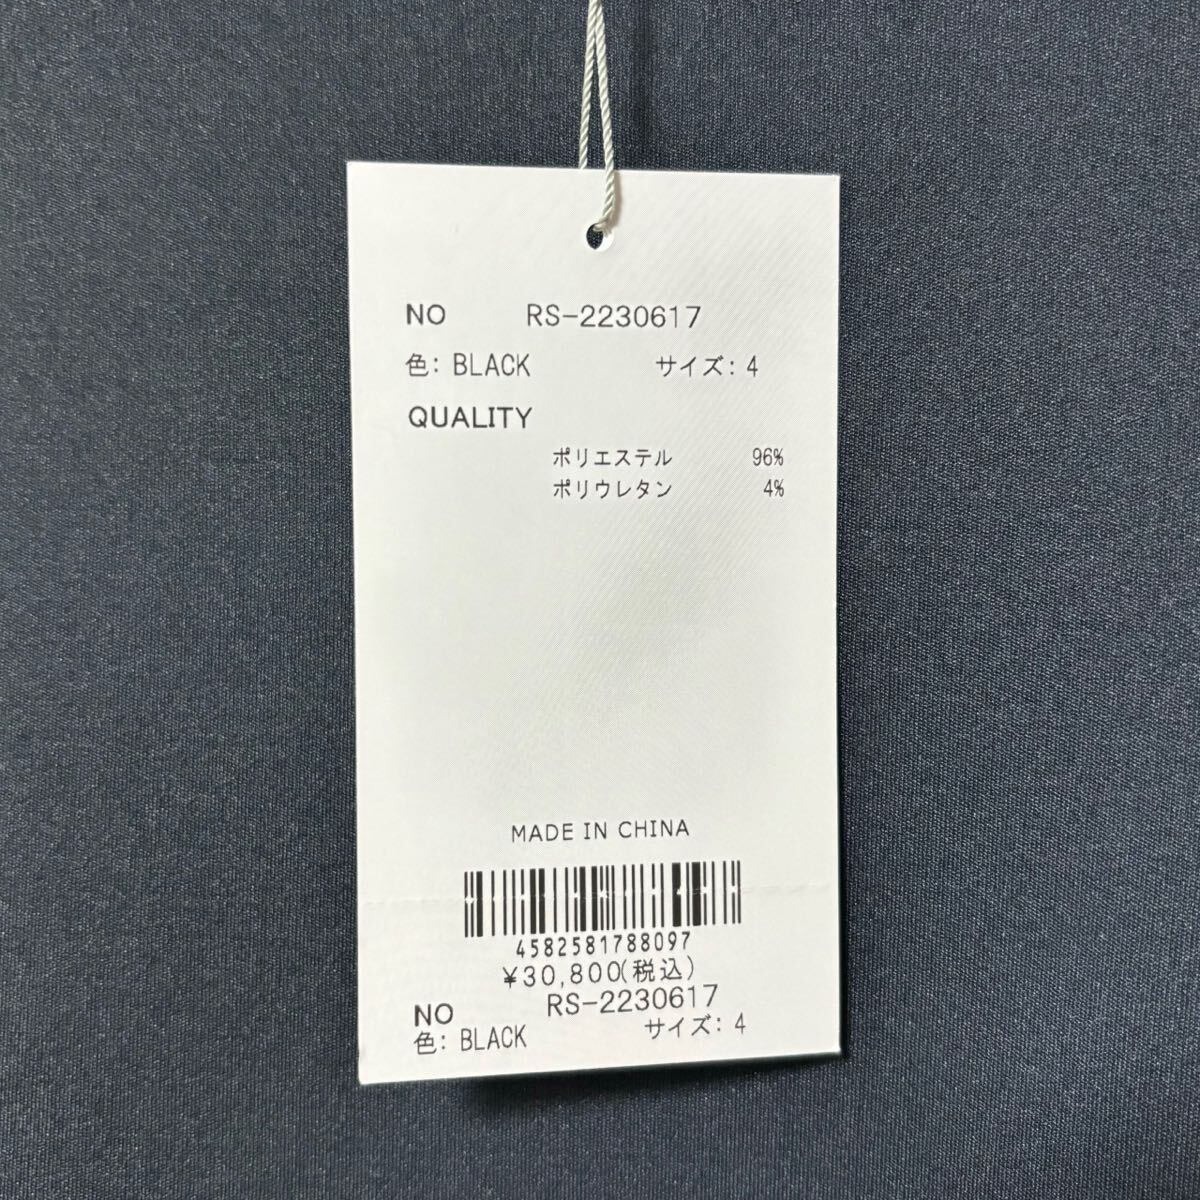 NO RS-2230617
色: BLACK サイズ: 4
QUALITY
ポリエステル 96%
ポリウレタン 4%
MADE IN CHINA
4582581788097
¥30,800(税込)
NO RS-2230617
色: BLACK サイズ: 4